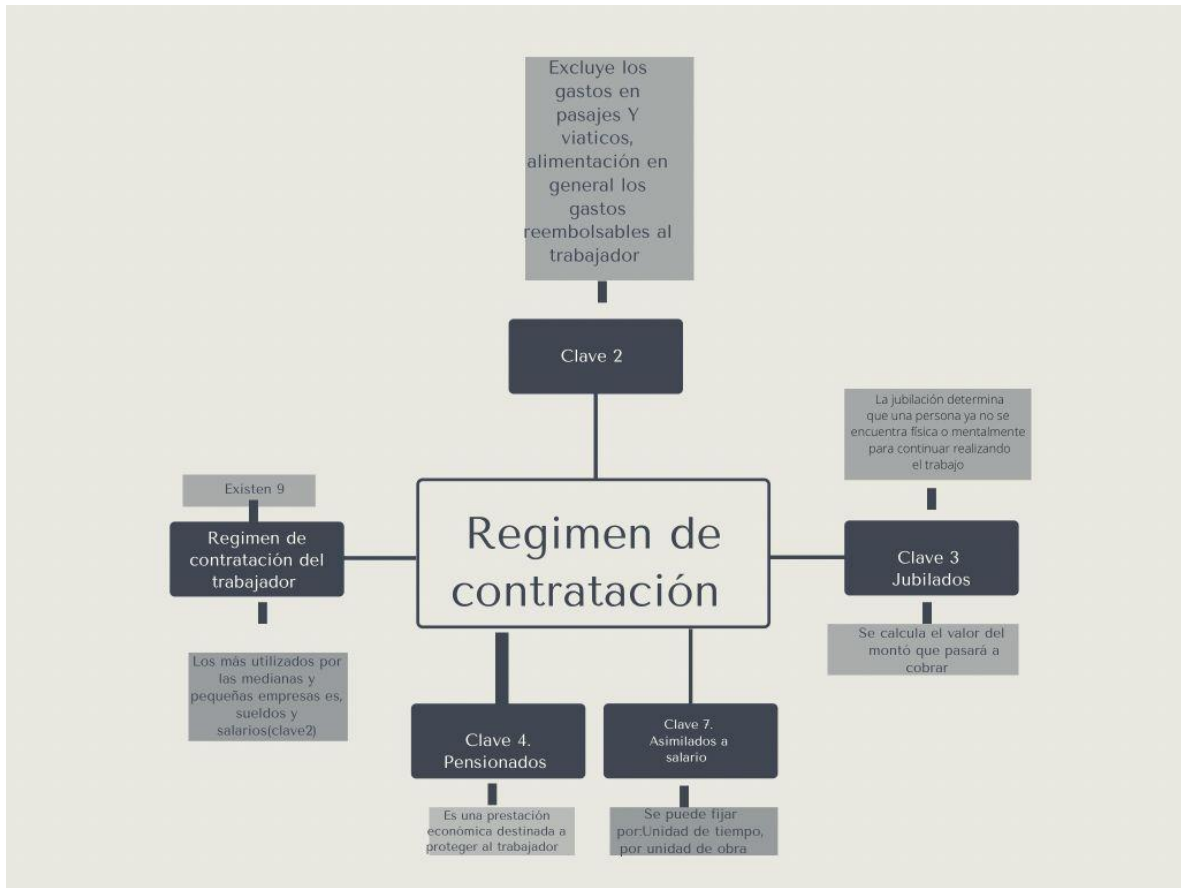 Excluye los
gastos en
pasajes Y
viaticos,
alimentación en
general los
gastos
reembolsables al
trabajador
Clave 2
La jubilación determina
que una persona ya no se
encuentra física o mentalmente
para continuar realizando
el trabajo
Existen 9
Regimen de
contratación del
trabajador
Regimen de
contratación
Clave 3
Jubilados
Se calcula el valor del
montó que pasará a
cobrar
Los más utilizados por
las medianas y
pequeñas empresas es,
sueldos y
salarios(clave2)
Clave 4.
Pensionados
Clave 7.
Asimilados a
salario
Es una prestación
económica destinada a
proteger al trabajador
Se puede fijar
por:Unidad de tiempo,
por unidad de obra